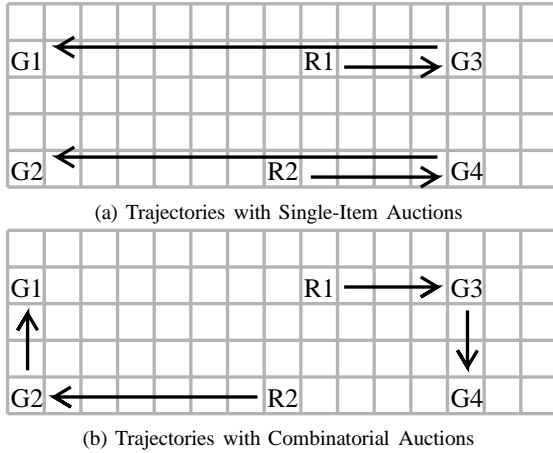 G1 R1 G3
G2 R2 G4
(a) Trajectories with Single-Item Auctions
G1 R1 G3
G2 R2 G4
(b) Trajectories with Combinatorial Auctions